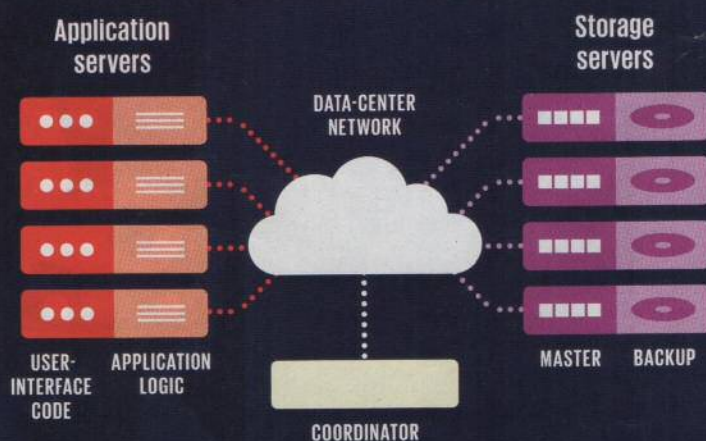 Application
servers
Storage
servers
DATA-CENTER
NETWORK
USER-
INTERFACE
CODE
APPLICATION
LOGIC
MASTER
BACKUP
COORDINATOR